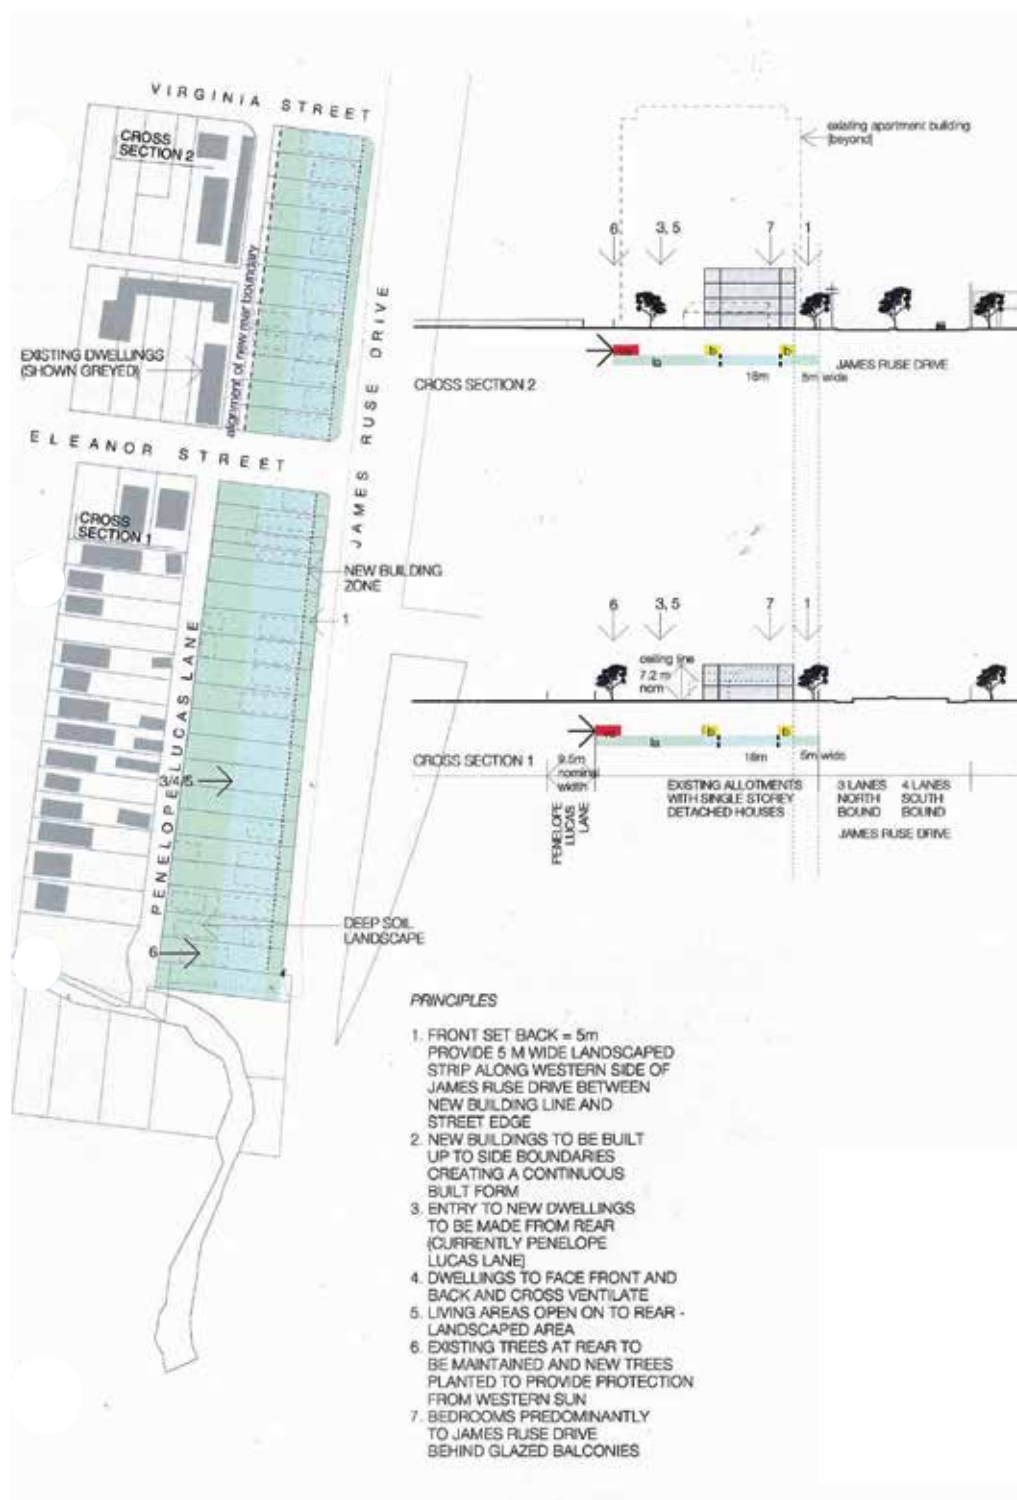 VIRGINIA STREET
CROSS
SECTION 2
existing apartment building
[beyond]
6 3, 5 7 1
alignment of new rear boundary
JAMES RUSE DRIVE
EXISTING DWELLINGS
(SHOWN GREYED)
b b
la
18m 5m wide
JAMES RUSE DRIVE
CROSS SECTION 2
ELEANOR STREET
CROSS
SECTION 1
NEW BUILDING
ZONE
1
PENELOPE LUCAS LANE
6 3, 5 7 1
ceiling line
7.2 m
nom
b b
la
CROSS SECTION 1
9.5m
nominal
width
18m 5m wide
PENELOPE
LUCAS
LANE
EXISTING ALLOTMENTS
WITH SINGLE STOREY
DETACHED HOUSES
3 LANES
NORTH
BOUND
4 LANES
SOUTH
BOUND
JAMES RUSE DRIVE
3/4/5
DEEP SOIL
LANDSCAPE
6
PRINCIPLES
1. FRONT SET BACK = 5m
PROVIDE 5 M WIDE LANDSCAPED
STRIP ALONG WESTERN SIDE OF
JAMES RUSE DRIVE BETWEEN
NEW BUILDING LINE AND
STREET EDGE
2. NEW BUILDINGS TO BE BUILT
UP TO SIDE BOUNDARIES
CREATING A CONTINUOUS
BUILT FORM
3. ENTRY TO NEW DWELLINGS
TO BE MADE FROM REAR
(CURRENTLY PENELOPE
LUCAS LANE)
4. DWELLINGS TO FACE FRONT AND
BACK AND CROSS VENTILATE
5. LIVING AREAS OPEN ON TO REAR -
LANDSCAPED AREA
6. EXISTING TREES AT REAR TO
BE MAINTAINED AND NEW TREES
PLANTED TO PROVIDE PROTECTION
FROM WESTERN SUN
7. BEDROOMS PREDOMINANTLY
TO JAMES RUSE DRIVE
BEHIND GLAZED BALCONIES